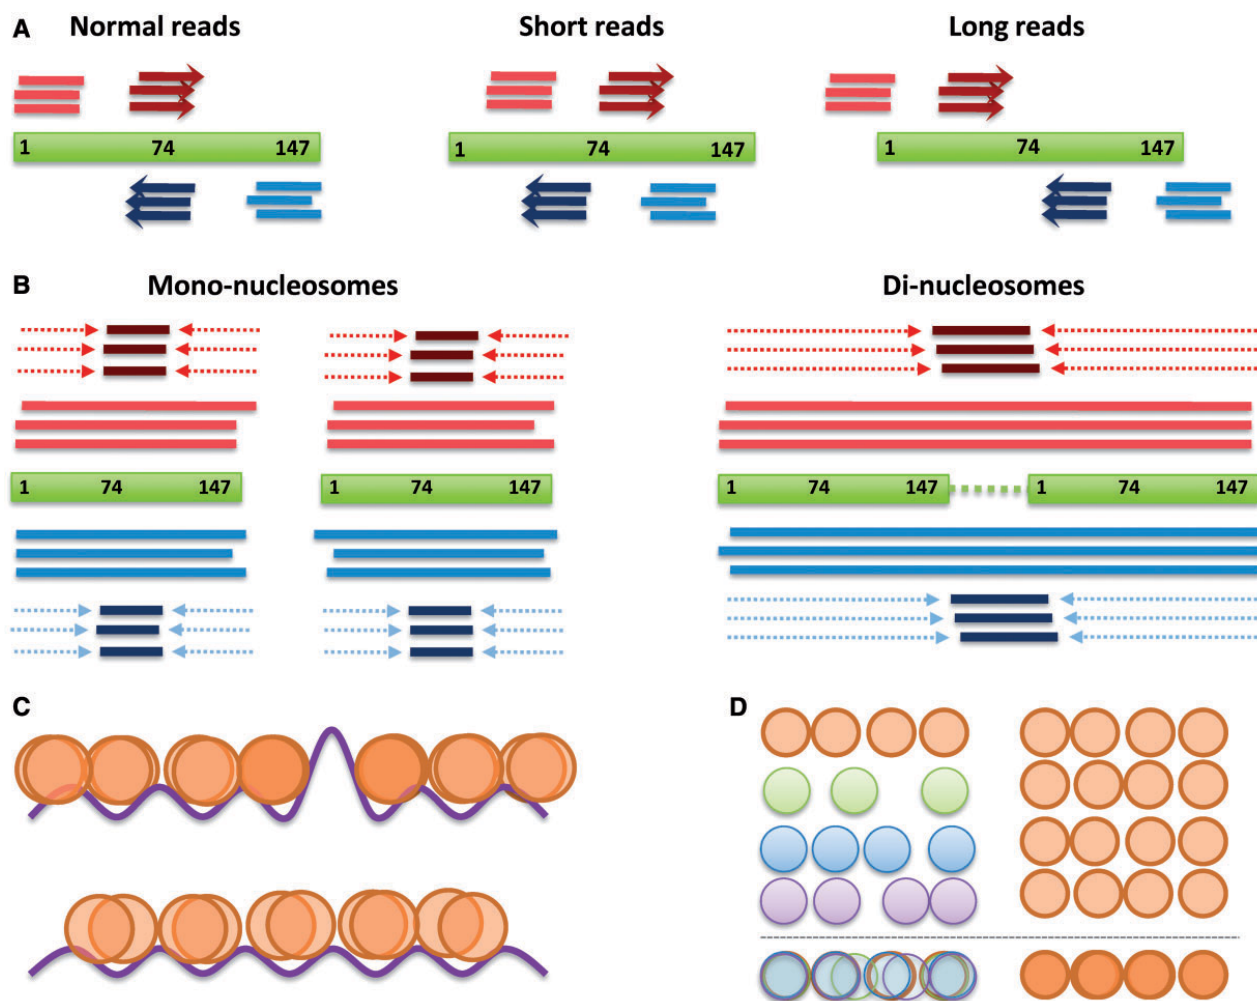 A Normal reads Short reads Long reads
1 74 147 1 74 147 1 74 147
B Mono-nucleosomes Di-nucleosomes
1 74 147 1 74 147 1 74 147 1 74 147
C D